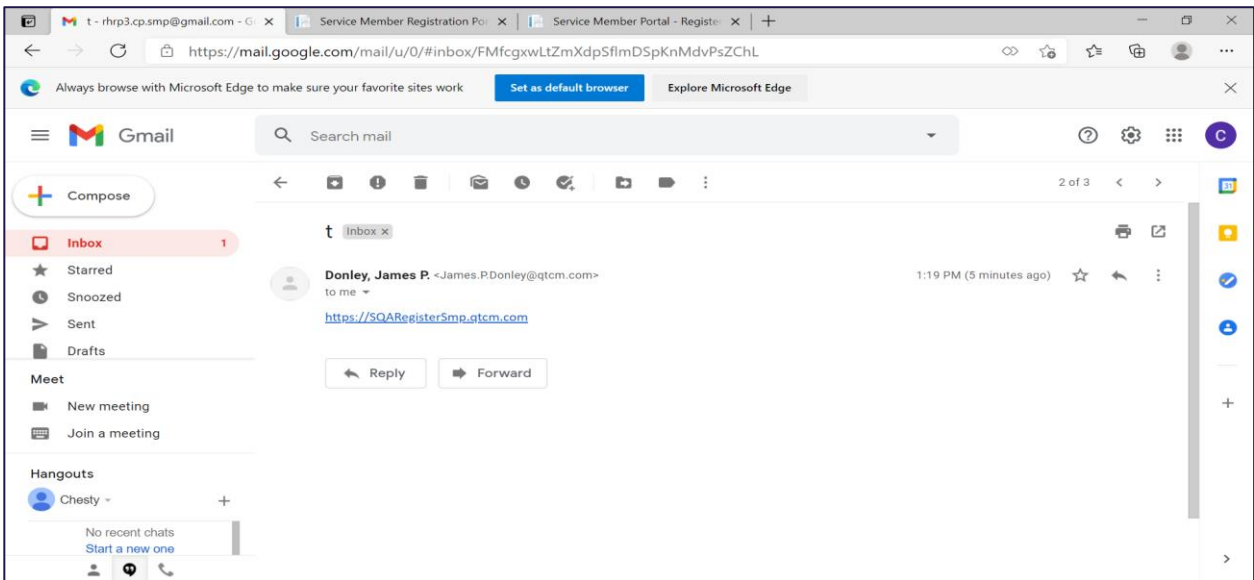 t - rhrp3.cp.smp@gmail.com - G
Service Member Registration Por
Service Member Portal - Register
https://mail.google.com/mail/u/0/#inbox/FMfcgxwLtZmXdpSflmDSpKnMdvPsZChL
Always browse with Microsoft Edge to make sure your favorite sites work
Set as default browser
Explore Microsoft Edge
Gmail
Search mail
C
Compose
2 of 3
31
Inbox 1
Starred
Snoozed
Sent
Drafts
t Inbox x
Donley, James P. <James.P.Donley@qtcm.com>
1:19 PM (5 minutes ago)
to me
https://SQARegisterSmp.qtcm.com
Reply
Forward
Meet
New meeting
Join a meeting
Hangouts
Chesty
No recent chats
Start a new one